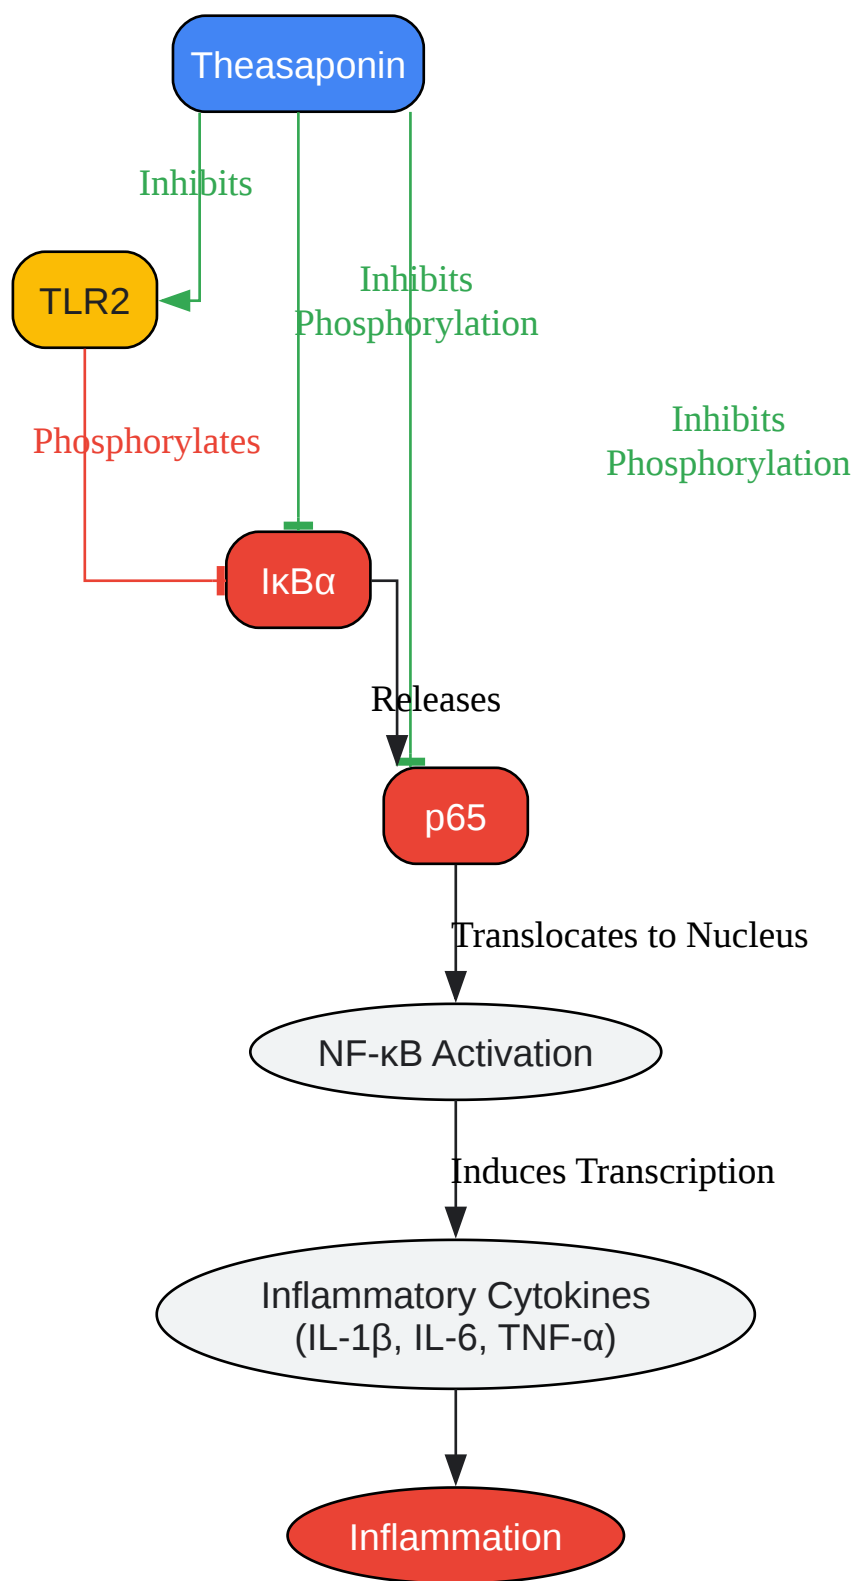 Theasaponin
Inhibits
Inhibits
Phosphorylation
TLR2
Inhibits
Phosphorylation
Phosphorylates
IκBα
Releases
p65
Translocates to Nucleus
NF-κB Activation
Induces Transcription
Inflammatory Cytokines
(IL-1β, IL-6, TNF-α)
Inflammation